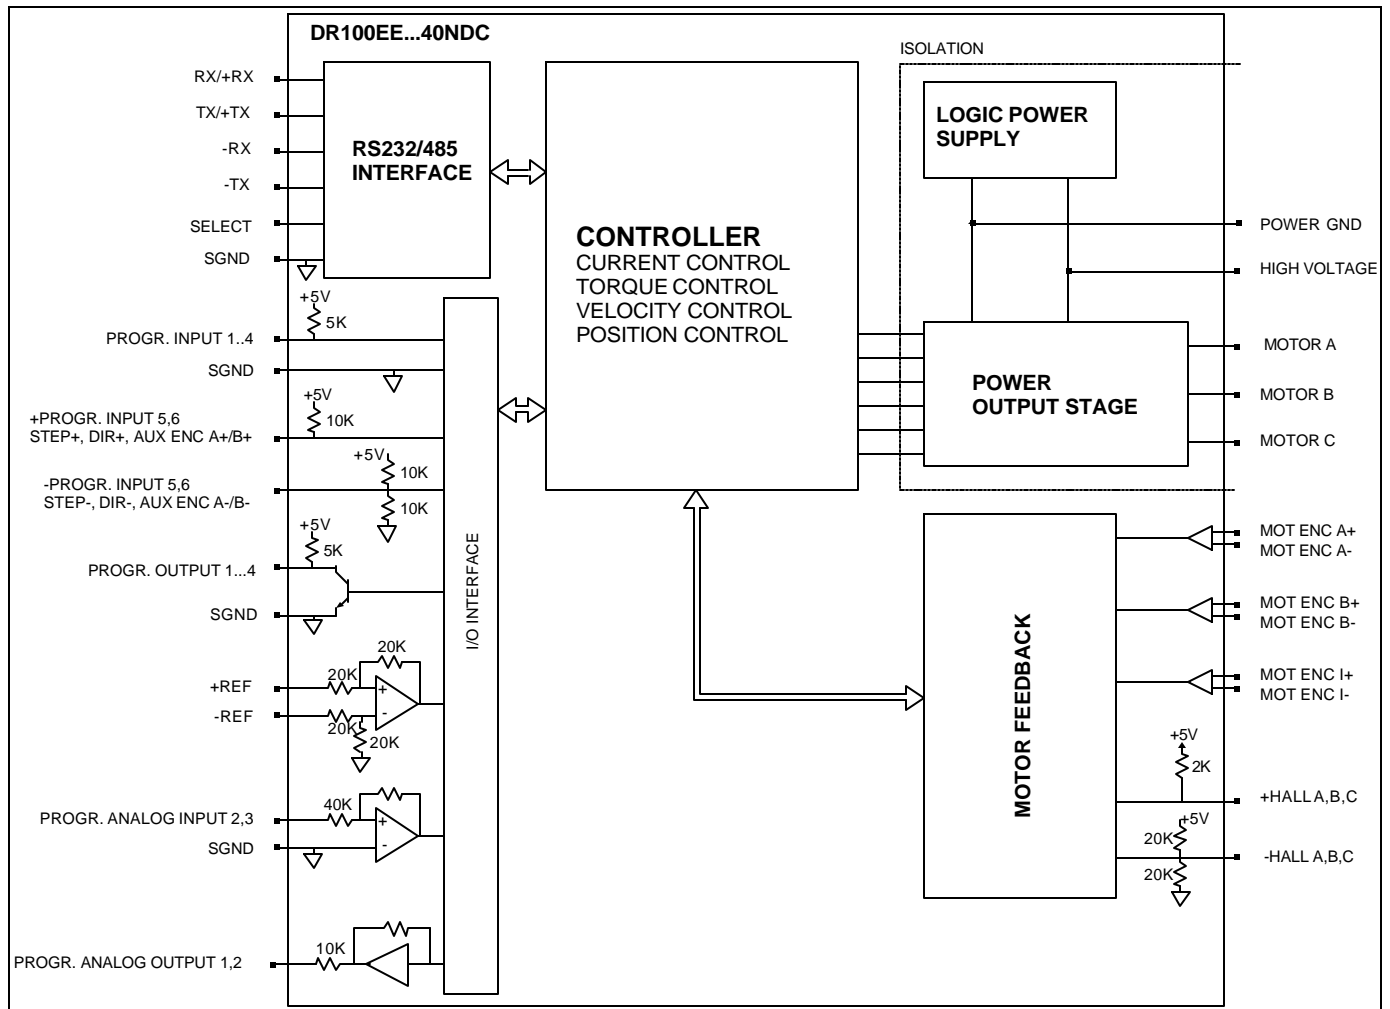 DR100EE...40NDC
RX/+RX
TX/+TX
-RX
-TX
SELECT
SGND
RS232/485
INTERFACE
+5V
5K
PROGR. INPUT 1..4
SGND
+5V
10K
+PROGR. INPUT 5,6
STEP+, DIR+, AUX ENC A+/B+
+5V
10K
-PROGR. INPUT 5,6
STEP-, DIR-, AUX ENC A-/B-
10K
+5V
5K
PROGR. OUTPUT 1...4
SGND
20K
20K
+REF
+
-REF
-
20K
20K
40K
PROGR. ANALOG INPUT 2,3
+
SGND
-
10K
PROGR. ANALOG OUTPUT 1,2
I/O INTERFACE
CONTROLLER
CURRENT CONTROL
TORQUE CONTROL
VELOCITY CONTROL
POSITION CONTROL
ISOLATION
LOGIC POWER
SUPPLY
POWER GND
HIGH VOLTAGE
POWER
OUTPUT STAGE
MOTOR A
MOTOR B
MOTOR C
MOTOR FEEDBACK
MOT ENC A+
MOT ENC A-
MOT ENC B+
MOT ENC B-
MOT ENC I+
MOT ENC I-
+5V
2K
+HALL A,B,C
+5V
20K
-HALL A,B,C
20K